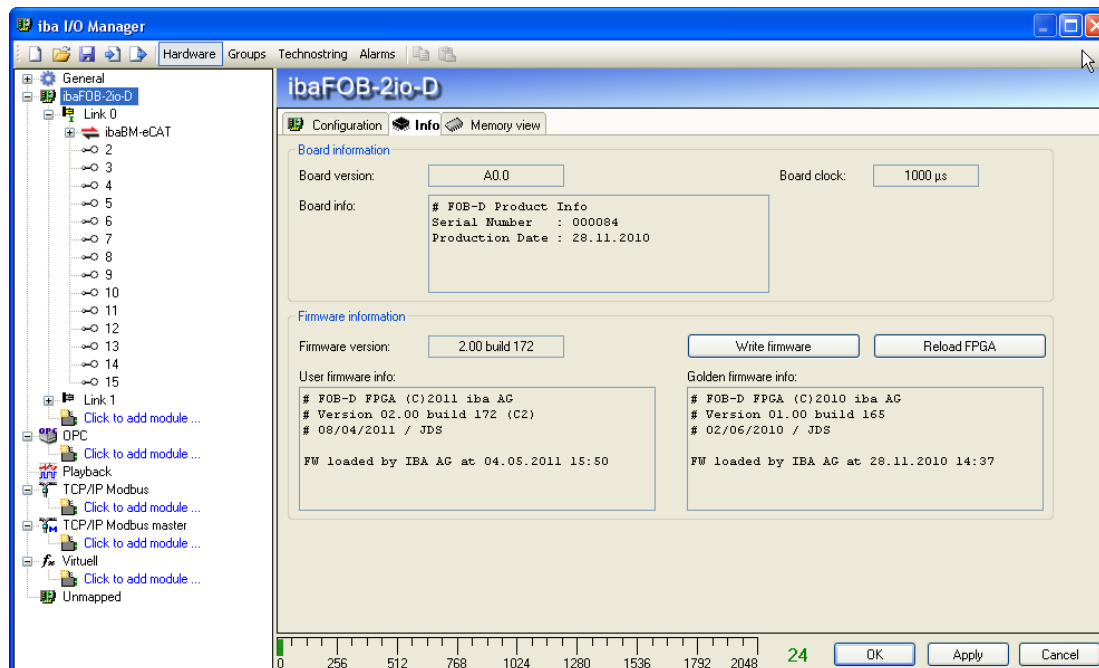 iba I/O Manager
Hardware Groups Technostring Alarms
General
ibaFOB-2io-D
Link 0
ibaBM-eCAT
2
3
4
5
6
7
8
9
10
11
12
13
14
15
Link 1
Click to add module ...
OPC
OPC
Click to add module ...
Playback
TCP/IP Modbus
Click to add module ...
TCP/IP Modbus master
Click to add module ...
fx Virtuell
Click to add module ...
Unmapped
ibaFOB-2io-D
Configuration Info Memory view
Board information
Board version: A0.0 Board clock: 1000 µs
Board info:
# FOB-D Product Info
Serial Number : 000084
Production Date : 28.11.2010
Firmware information
Firmware version: 2.00 build 172 Write firmware Reload FPGA
User firmware info:
# FOB-D FPGA (C)2011 iba AG
# Version 02.00 build 172 (C2)
# 08/04/2011 / JDS
FW loaded by IBA AG at 04.05.2011 15:50
Golden firmware info:
# FOB-D FPGA (C)2010 iba AG
# Version 01.00 build 165
# 02/06/2010 / JDS
FW loaded by IBA AG at 28.11.2010 14:37
0 256 512 768 1024 1280 1536 1792 2048 24 OK Apply Cancel